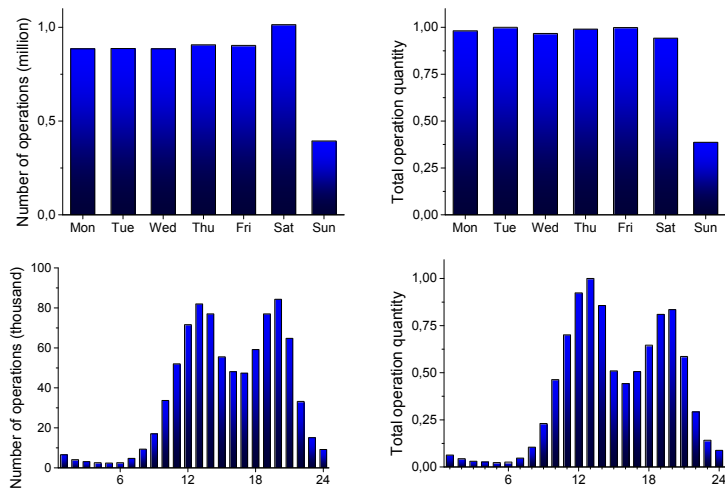 Number of operations (million)
1,0
0,5
0,0
Mon Tue Wed Thu Fri Sat Sun
Total operation quantity
1,00
0,75
0,50
0,25
0,00
Mon Tue Wed Thu Fri Sat Sun
Number of operations (thousand)
100
80
60
40
20
0
6 12 18 24
Total operation quantity
1,00
0,75
0,50
0,25
0,00
6 12 18 24